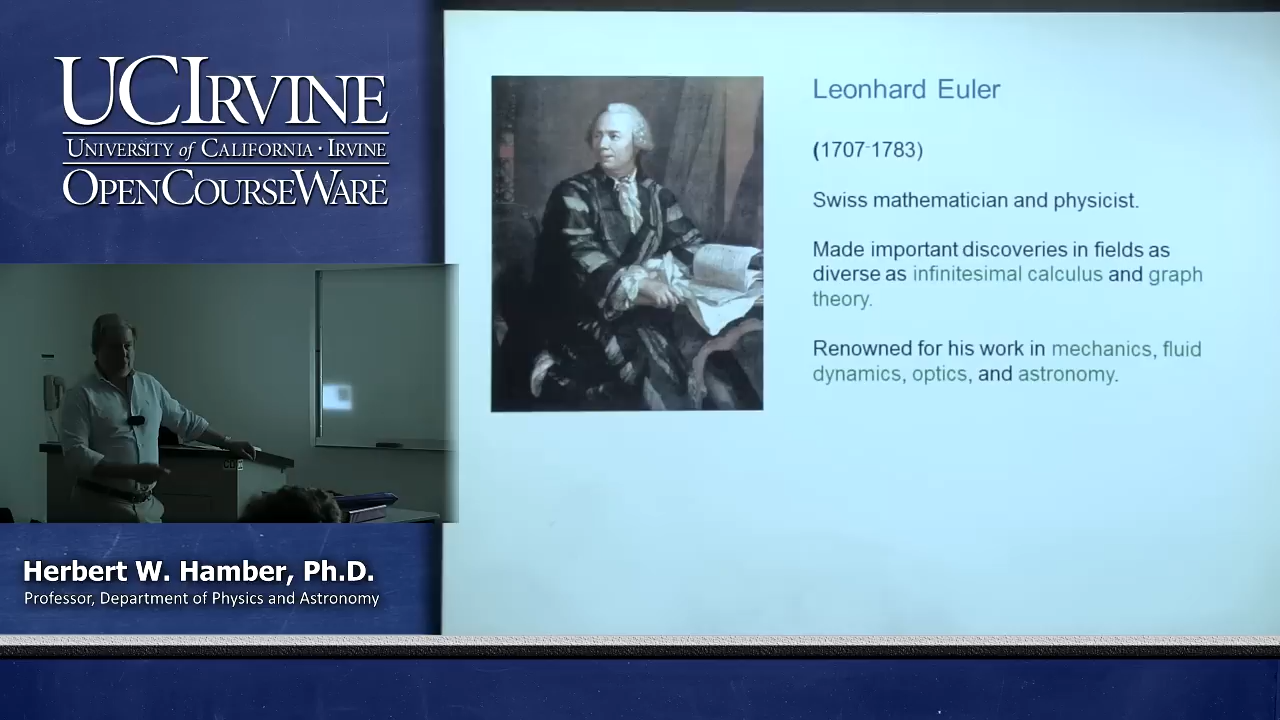 UCIRVINE
UNIVERSITY of CALIFORNIA · IRVINE
OPENCOURSEWARE
Herbert W. Hamber, Ph.D.
Professor, Department of Physics and Astronomy
Leonhard Euler
(1707-1783)
Swiss mathematician and physicist.
Made important discoveries in fields as
diverse as infinitesimal calculus and graph
theory.
Renowned for his work in mechanics, fluid
dynamics, optics, and astronomy.